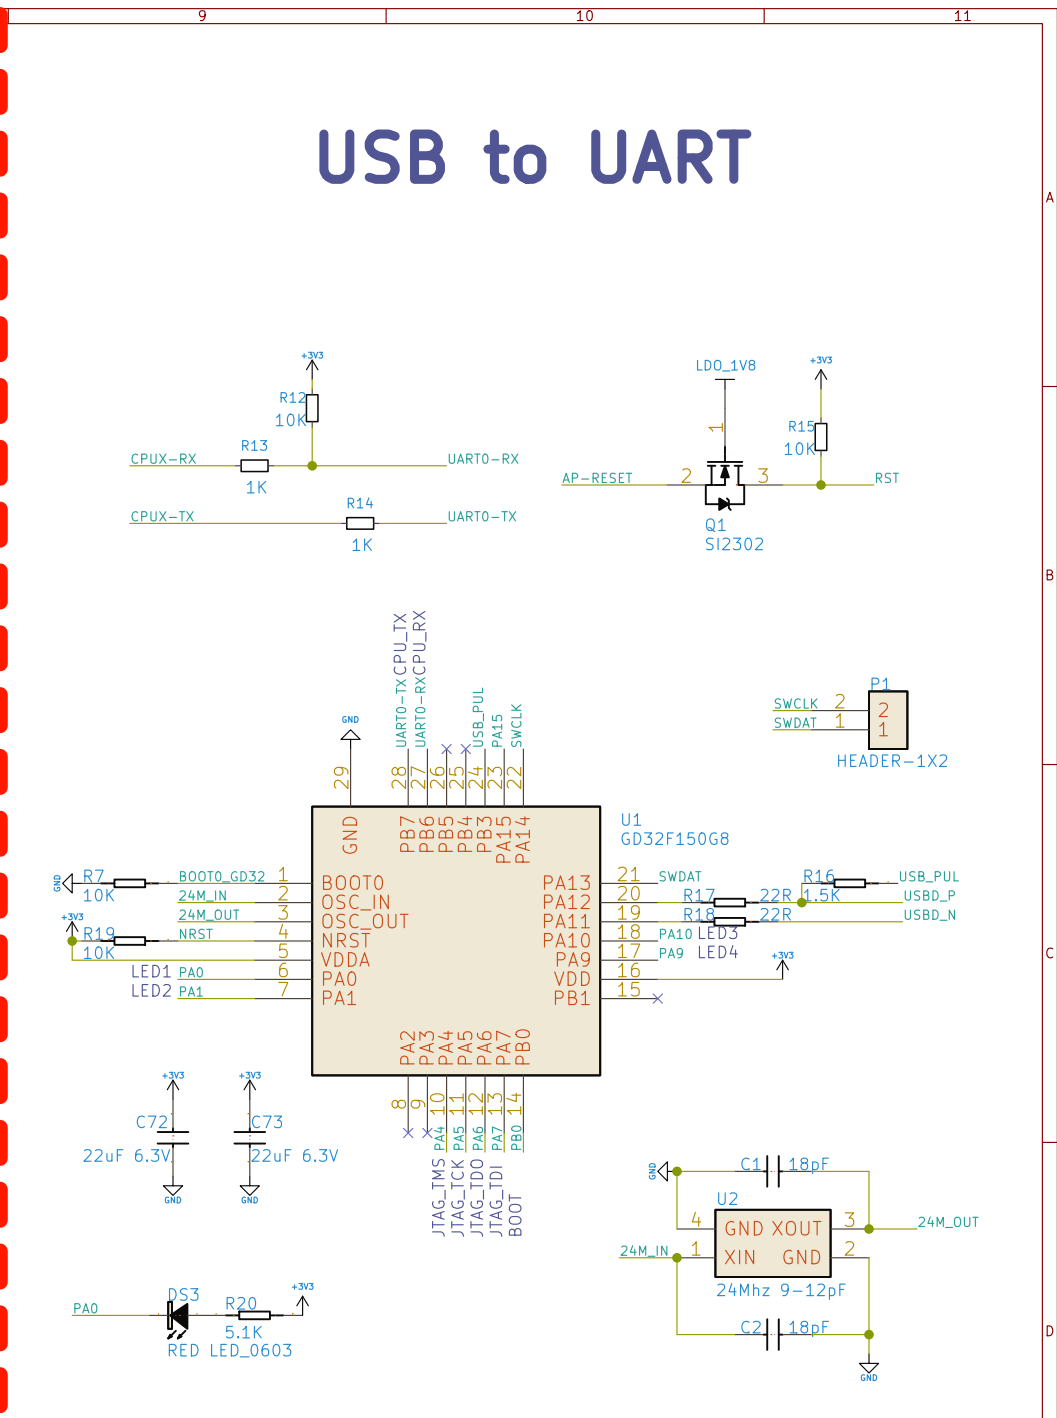 9 10 11
USB to UART
A
+3V3
R12
10K
R13
CPUX-RX
1K
UART0-RX
R14
CPUX-TX
1K
UART0-TX
LDO_1V8
+3V3
1
R15
10K
AP-RESET
2
3
RST
Q1
SI2302
B
CPU_TX
CPU_RX
UART0-TX
UART0-RX
USB_PUL
PA15
SWCLK
GND
29
28
27
26
25
24
23
22
GND
PB7
PB6
PB5
PB4
PB3
PA15
PA14
P1
SWCLK 2 2
SWDAT 1 1
HEADER-1X2
U1
GD32F150G8
GND
R7
10K
BOOT0_GD32 1 BOOT0
24M_IN 2 OSC_IN
24M_OUT 3 OSC_OUT
+3V3
R19
10K
NRST 4 NRST
5 VDDA
LED1 PA0 6 PA0
LED2 PA1 7 PA1
PA13 21 SWDAT
PA12 20 R17 22R
PA11 19 R18 22R
R16
1.5K
USB_PUL
USBD_P
USBD_N
PA10 18 PA10 LED3
PA9 17 PA9 LED4
VDD 16 +3V3
PB1 15
C
PA2
PA3
PA4
PA5
PA6
PA7
PB0
8
9
10
11
12
13
14
PA4
PA5
PA6
PA7
PB0
JTAG_TMS
JTAG_TCK
JTAG_TDO
JTAG_TDI
BOOT
+3V3
C72
22uF 6.3V
GND
+3V3
C73
22uF 6.3V
GND
GND
C1 18pF
U2
4 GND XOUT 3 24M_OUT
24M_IN 1 XIN GND 2
24Mhz 9-12pF
C2 18pF
GND
D
PA0
DS3
RED LED_0603
R20
5.1K
+3V3